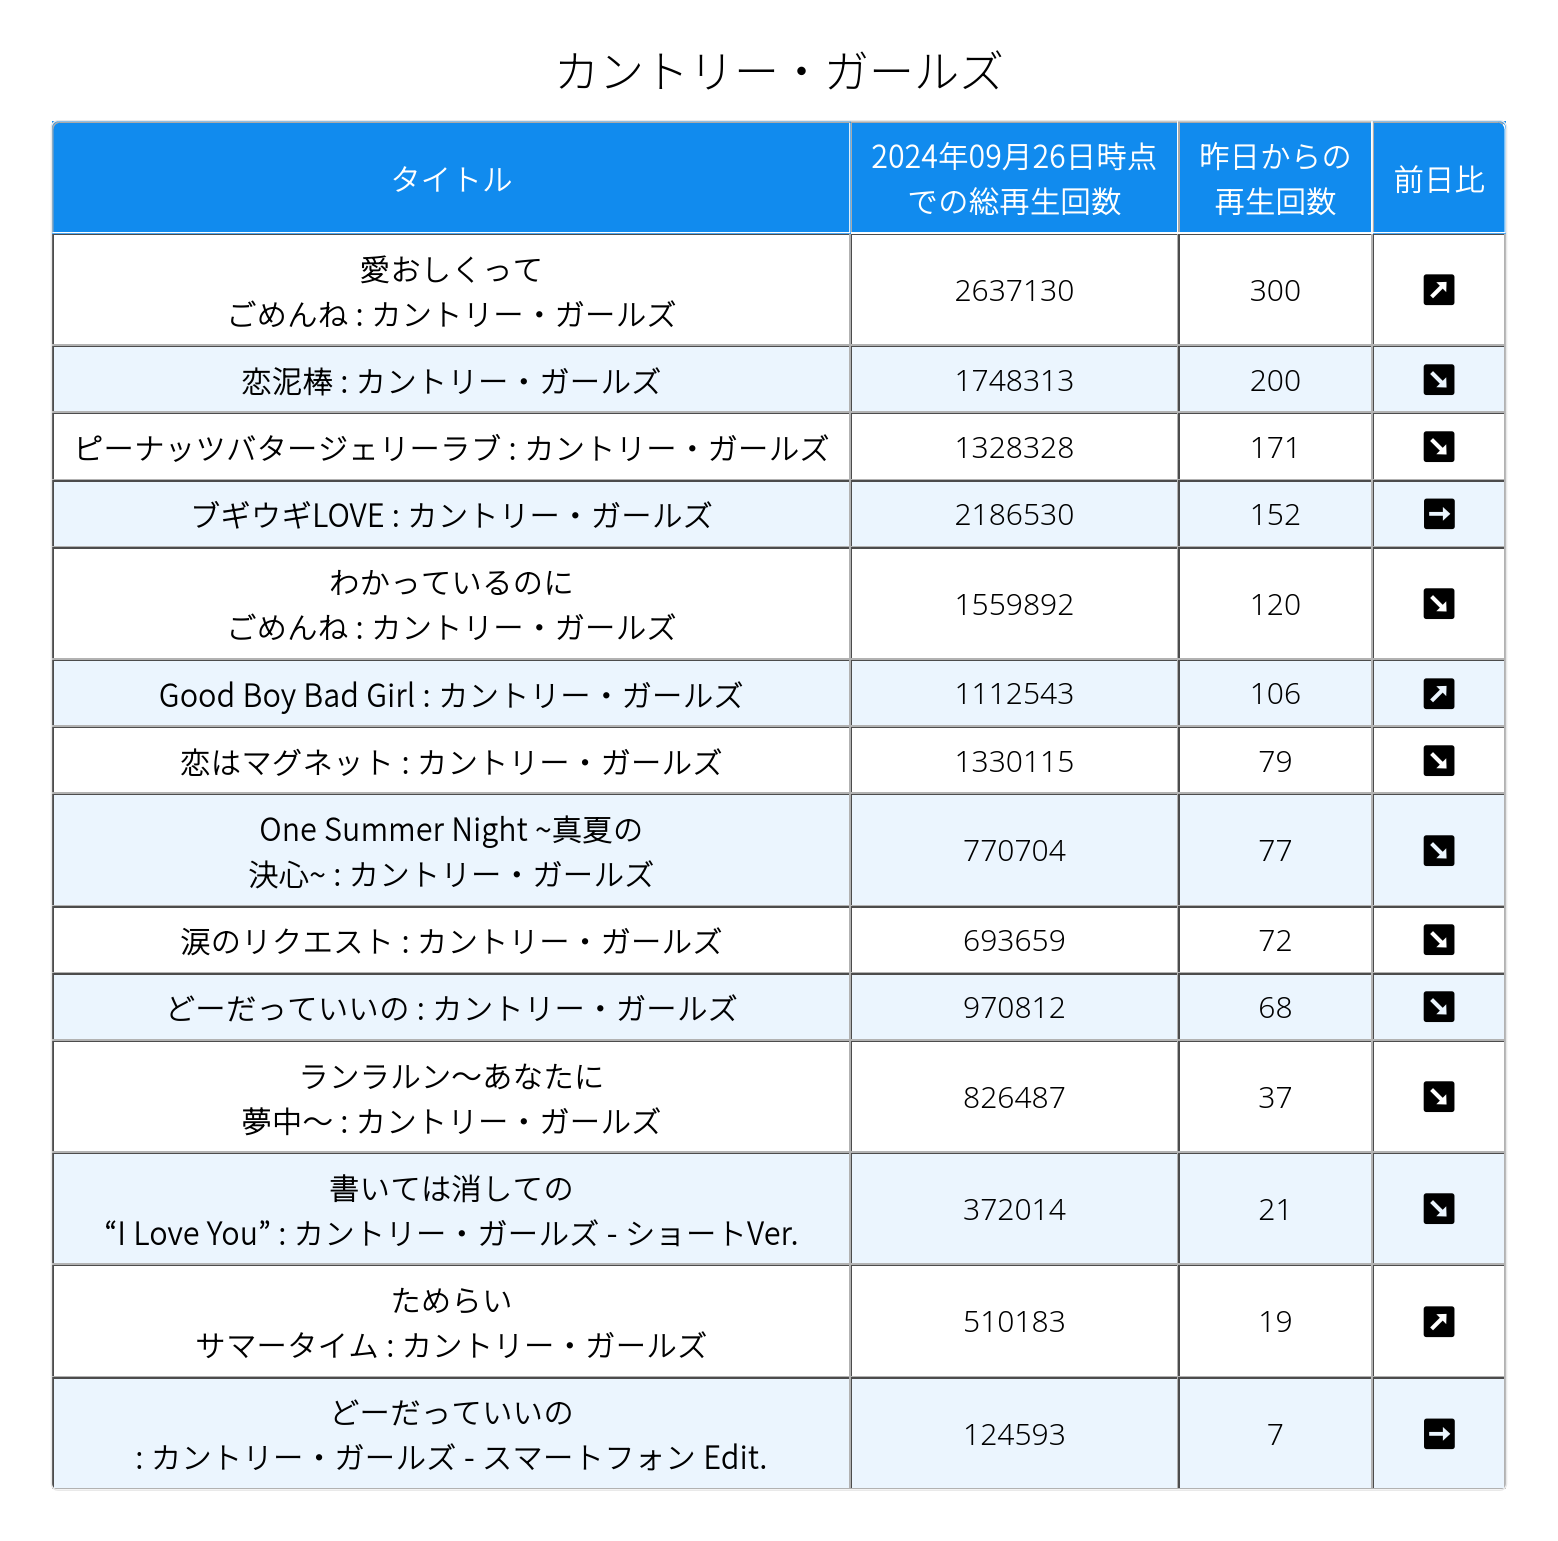 カントリー・ガールズ
タイトル
2024年09月26日時点
での総再生回数
昨日からの
再生回数
前日比
愛おしくって
ごめんね : カントリー・ガールズ
2637130
300
恋泥棒 : カントリー・ガールズ
1748313
200
ピーナッツバタージェリーラブ : カントリー・ガールズ
1328328
171
ブギウギLOVE : カントリー・ガールズ
2186530
152
わかっているのに
ごめんね : カントリー・ガールズ
1559892
120
Good Boy Bad Girl : カントリー・ガールズ
1112543
106
恋はマグネット : カントリー・ガールズ
1330115
79
One Summer Night ~真夏の
決心~ : カントリー・ガールズ
770704
77
涙のリクエスト : カントリー・ガールズ
693659
72
どーだっていいの : カントリー・ガールズ
970812
68
ランラルン～あなたに
夢中～ : カントリー・ガールズ
826487
37
書いては消しての
“I Love You” : カントリー・ガールズ - ショートVer.
372014
21
ためらい
サマータイム : カントリー・ガールズ
510183
19
どーだっていいの
: カントリー・ガールズ - スマートフォン Edit.
124593
7